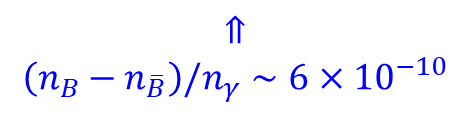 ⇑
(n_B − n_B̄)/n_γ ~ 6 × 10⁻¹⁰